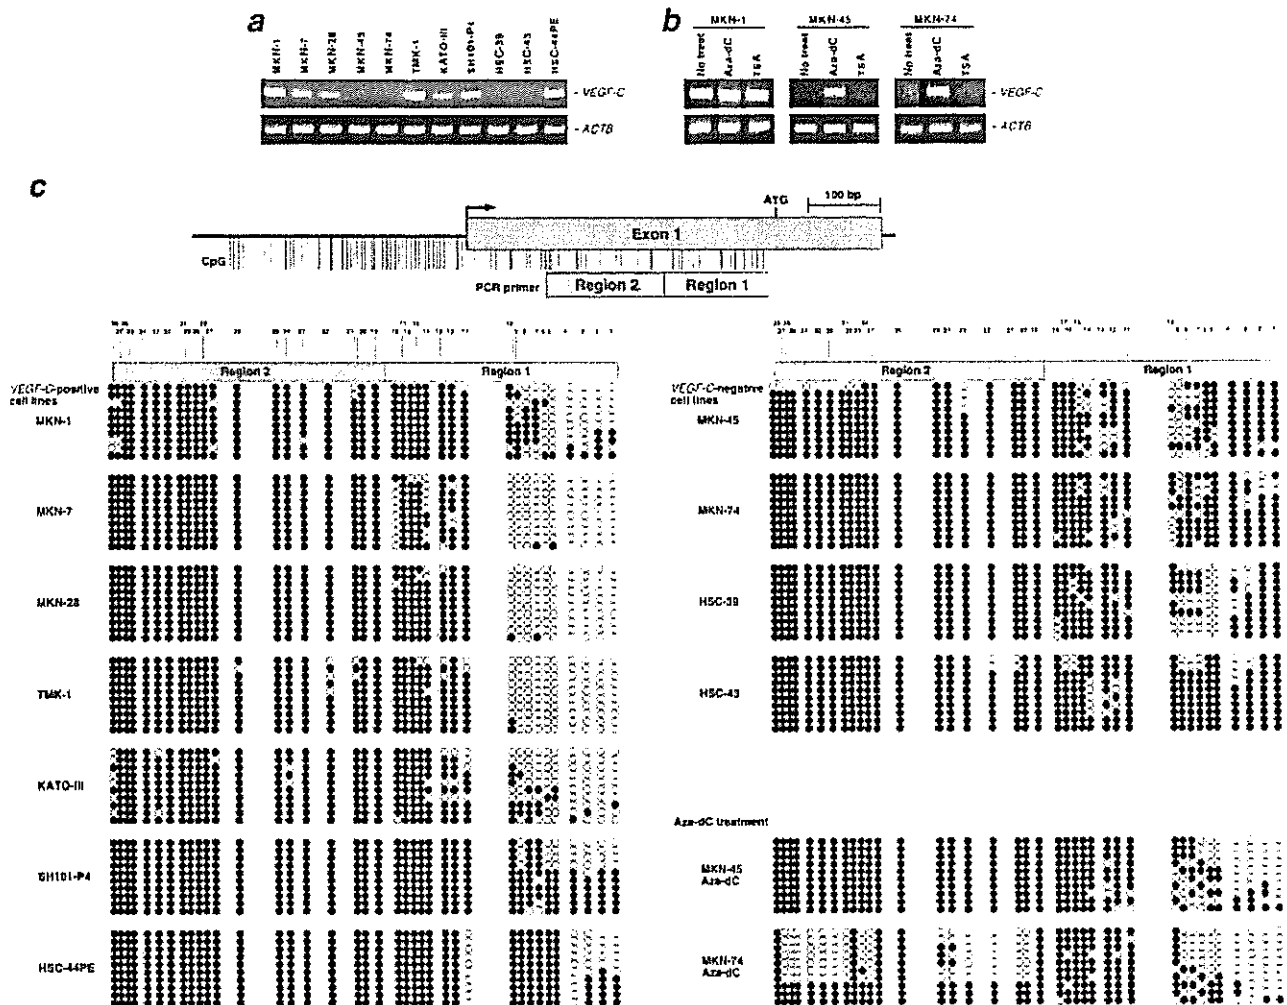 a
MKN-1
MKN-7
MKN-28
MKN-45
MKN-74
TMK-1
KATO-III
SH101-P4
HSC-39
HSC-43
HSC-44PE
- VEGF-C
- ACTB
b
MKN-1
MKN-45
MKN-74
No treat
Aza-dC
TSA
No treat
Aza-dC
TSA
No treat
Aza-dC
TSA
- VEGF-C
- ACTB
c
ATG
100 bp
Exon 1
CpG
PCR primer
Region 2
Region 1
Region 2
Region 1
VEGF-C-positive
cell lines
MKN-1
MKN-7
MKN-28
TMK-1
KATO-III
SH101-P4
HSC-44PE
Region 2
Region 1
VEGF-C-negative
cell lines
MKN-45
MKN-74
HSC-39
HSC-43
Aza-dC treatment
MKN-45
Aza-dC
MKN-74
Aza-dC